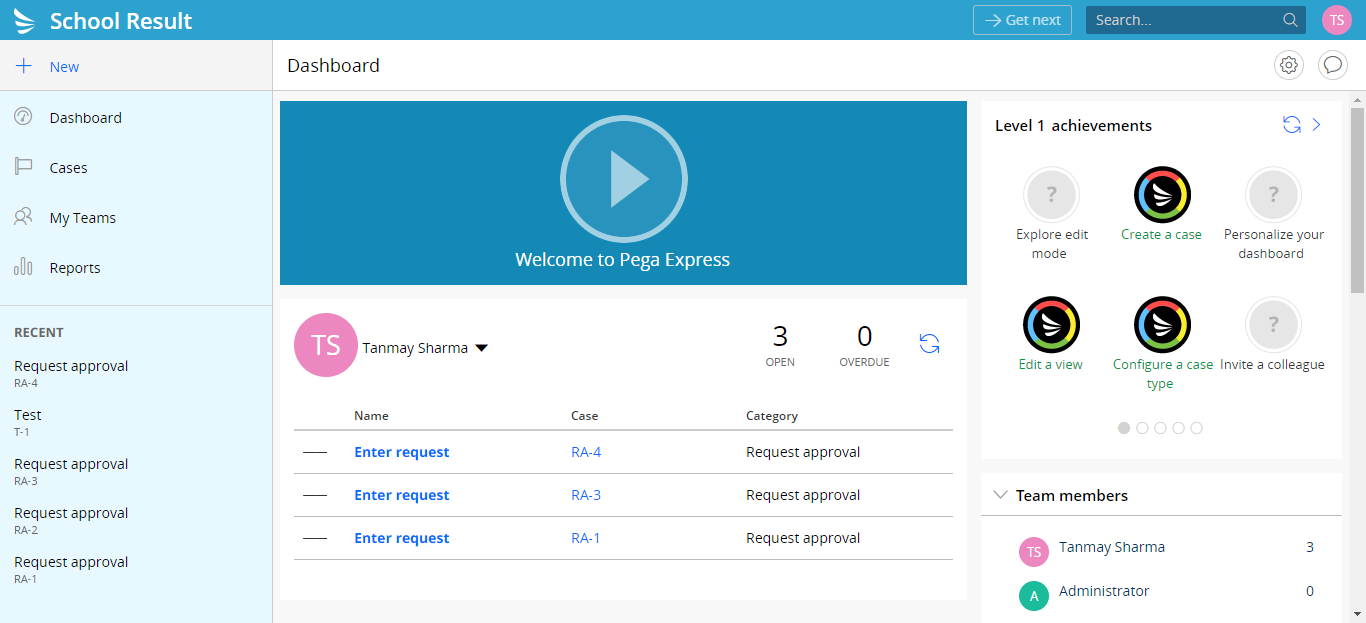 School Result
Get next
Search...
TS
New
Dashboard
Cases
My Teams
Reports
RECENT
Request approval
RA-4
Test
T-1
Request approval
RA-3
Request approval
RA-2
Request approval
RA-1
Dashboard
Welcome to Pega Express
TS
Tanmay Sharma
3
OPEN
0
OVERDUE
Name Case Category
Enter request RA-4 Request approval
Enter request RA-3 Request approval
Enter request RA-1 Request approval
Level 1 achievements
?
Explore edit
mode
Create a case
?
Personalize your
dashboard
Edit a view
Configure a case
type
?
Invite a colleague
Team members
TS Tanmay Sharma 3
A Administrator 0